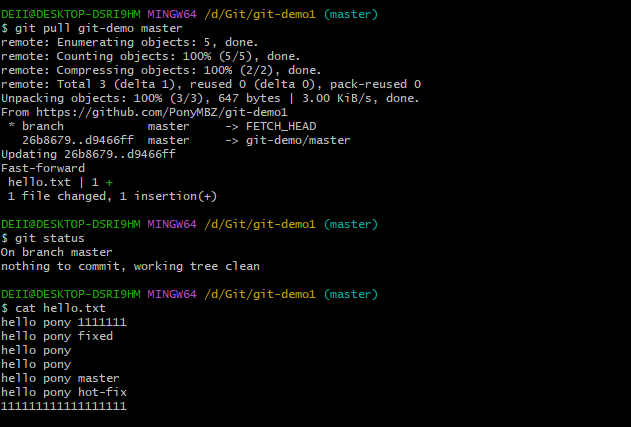 DEII@DESKTOP-DSRI9HM MINGW64 /d/Git/git-demo1 (master)
$ git pull git-demo master
remote: Enumerating objects: 5, done.
remote: Counting objects: 100% (5/5), done.
remote: Compressing objects: 100% (2/2), done.
remote: Total 3 (delta 1), reused 0 (delta 0), pack-reused 0
Unpacking objects: 100% (3/3), 647 bytes | 3.00 KiB/s, done.
From https://github.com/PonyMBZ/git-demo1
 * branch            master     -> FETCH_HEAD
   26b8679..d9466ff  master     -> git-demo/master
Updating 26b8679..d9466ff
Fast-forward
 hello.txt | 1 +
 1 file changed, 1 insertion(+)
DEII@DESKTOP-DSRI9HM MINGW64 /d/Git/git-demo1 (master)
$ git status
On branch master
nothing to commit, working tree clean
DEII@DESKTOP-DSRI9HM MINGW64 /d/Git/git-demo1 (master)
$ cat hello.txt
hello pony 1111111
hello pony fixed
hello pony
hello pony
hello pony master
hello pony hot-fix
111111111111111111